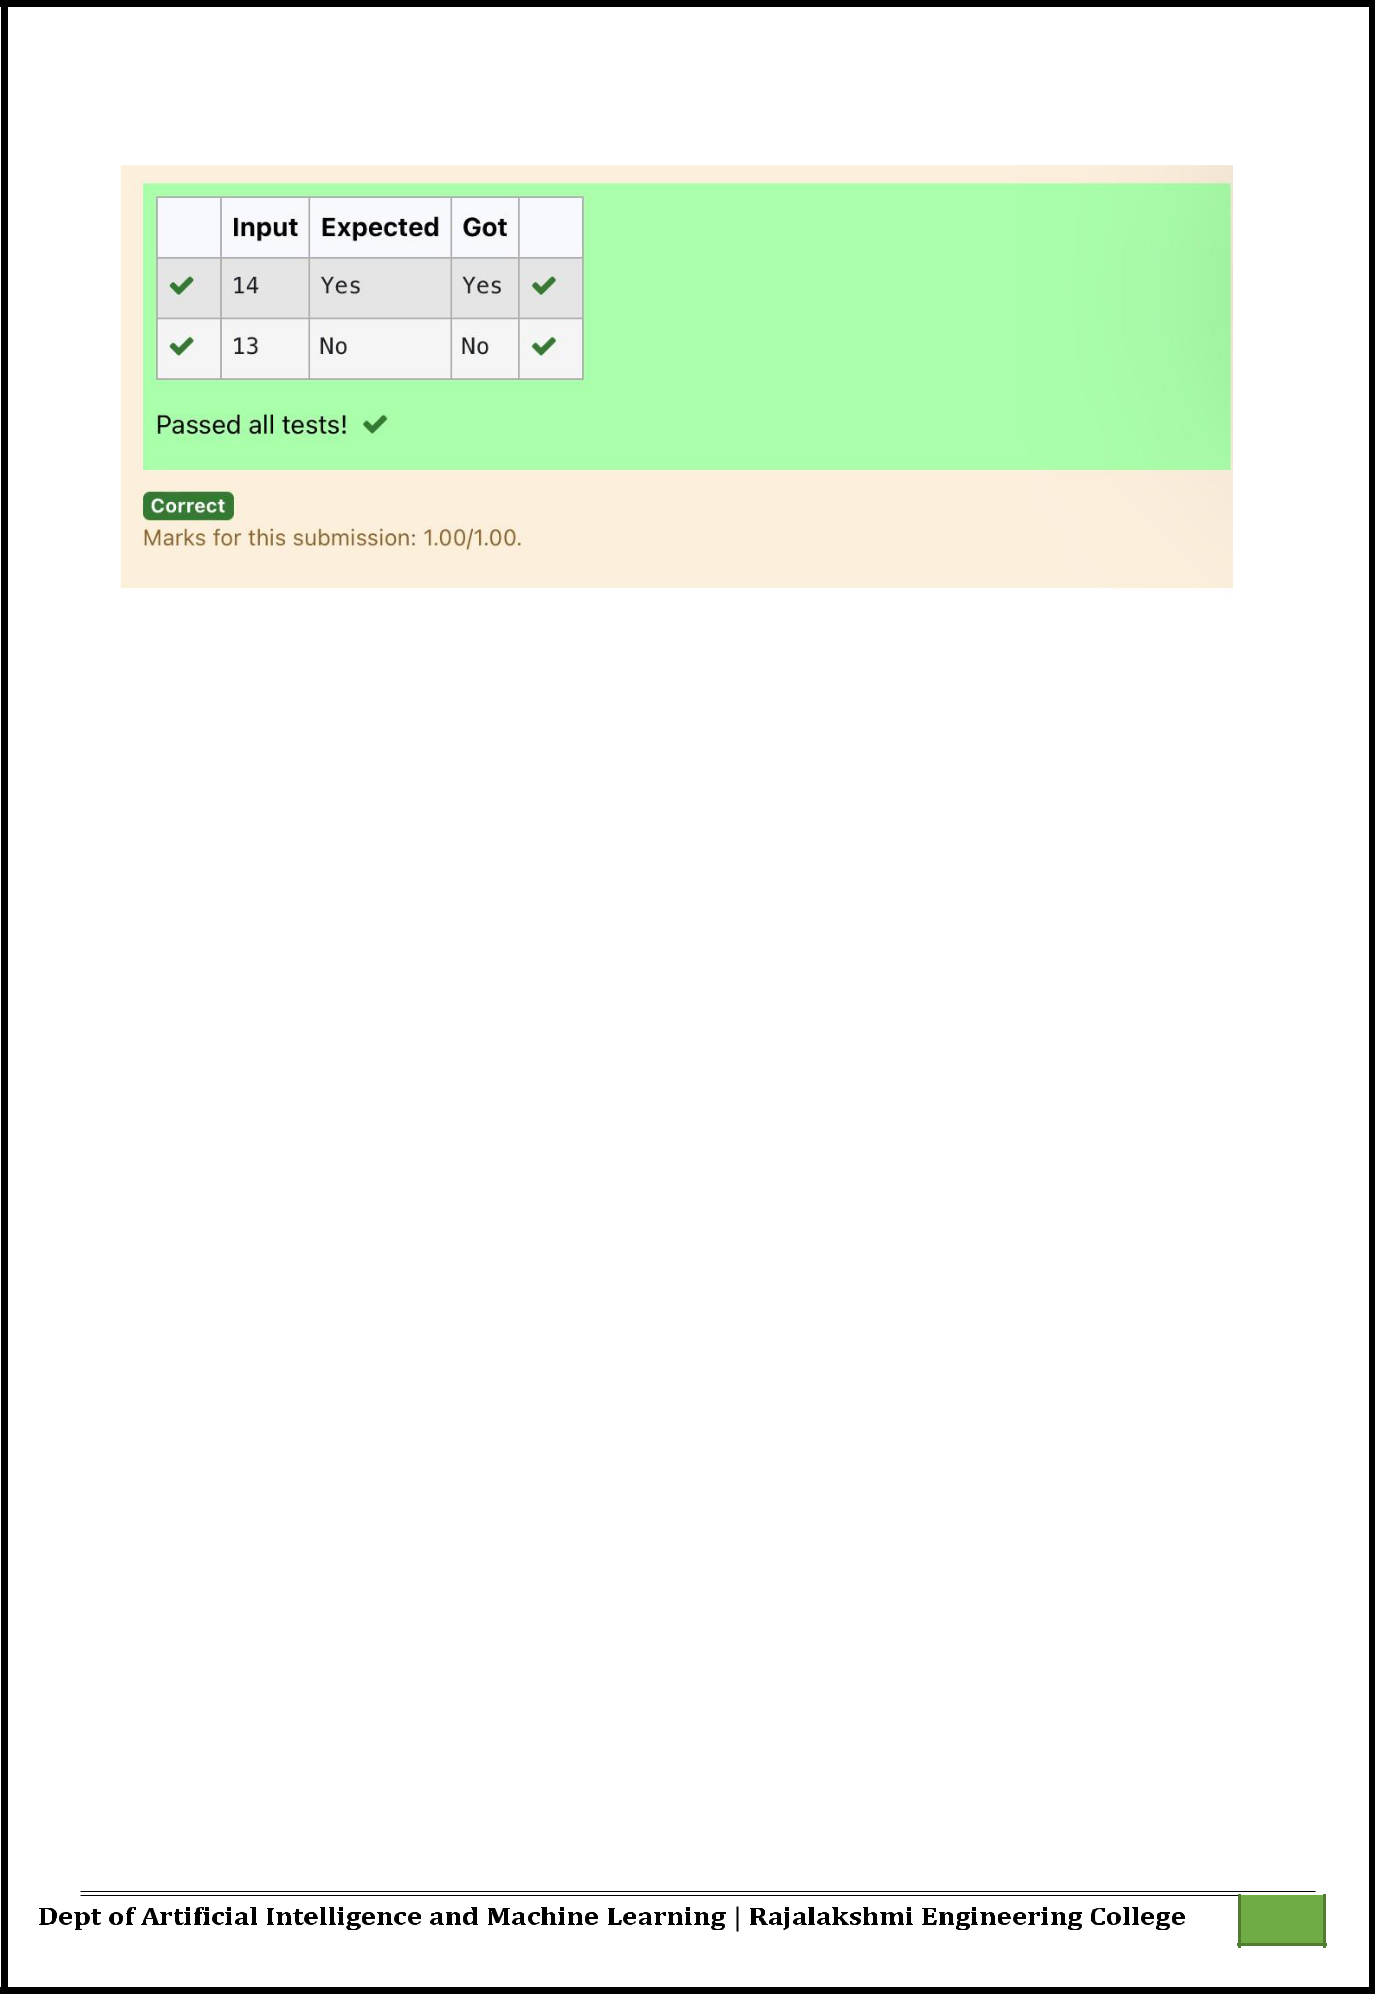 Input Expected Got
14 Yes Yes
13 No No
Passed all tests!
Correct
Marks for this submission: 1.00/1.00.
Dept of Artificial Intelligence and Machine Learning | Rajalakshmi Engineering College